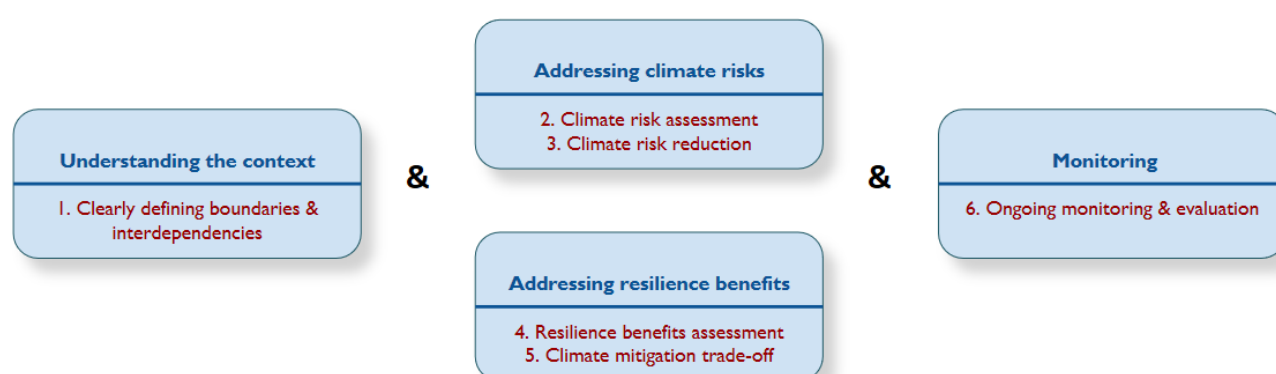 Understanding the context
1. Clearly defining boundaries &
interdependencies
&
Addressing climate risks
2. Climate risk assessment
3. Climate risk reduction
Addressing resilience benefits
4. Resilience benefits assessment
5. Climate mitigation trade-off
&
Monitoring
6. Ongoing monitoring & evaluation